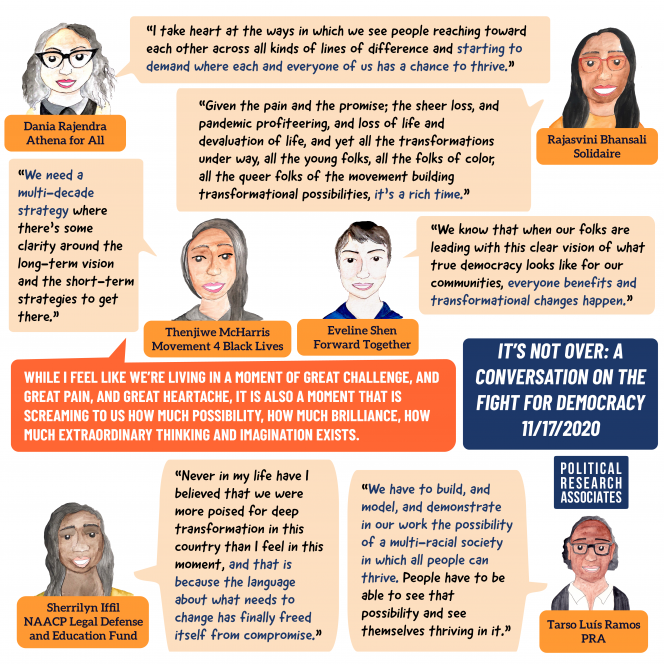 “I take heart at the ways in which we see people reaching toward
each other across all kinds of lines of difference and starting to
demand where each and everyone of us has a chance to thrive.”
Dania Rajendra
Athena for All
“Given the pain and the promise; the sheer loss, and
pandemic profiteering, and loss of life and
devaluation of life, and yet all the transformations
under way, all the young folks, all the folks of color,
all the queer folks of the movement building
transformational possibilities, it’s a rich time.”
Rajasvini Bhansali
Solidaire
“We need a
multi-decade
strategy where
there’s some
clarity around the
long-term vision
and the short-term
strategies to get
there.”
Thenjiwe McHarris
Movement 4 Black Lives
“We know that when our folks are
leading with this clear vision of what
true democracy looks like for our
communities, everyone benefits and
transformational changes happen.”
Eveline Shen
Forward Together
WHILE I FEEL LIKE WE’RE LIVING IN A MOMENT OF GREAT CHALLENGE, AND
GREAT PAIN, AND GREAT HEARTACHE, IT IS ALSO A MOMENT THAT IS
SCREAMING TO US HOW MUCH POSSIBILITY, HOW MUCH BRILLIANCE, HOW
MUCH EXTRAORDINARY THINKING AND IMAGINATION EXISTS.
IT’S NOT OVER: A
CONVERSATION ON THE
FIGHT FOR DEMOCRACY
11/17/2020
POLITICAL
RESEARCH
ASSOCIATES
“Never in my life have I
believed that we were
more poised for deep
transformation in this
country than I feel in this
moment, and that is
because the language
about what needs to
change has finally freed
itself from compromise.”
Sherrilyn Iffil
NAACP Legal Defense
and Education Fund
“We have to build, and
model, and demonstrate
in our work the possibility
of a multi-racial society
in which all people can
thrive. People have to be
able to see that
possibility and see
themselves thriving in it.”
Tarso Luís Ramos
PRA